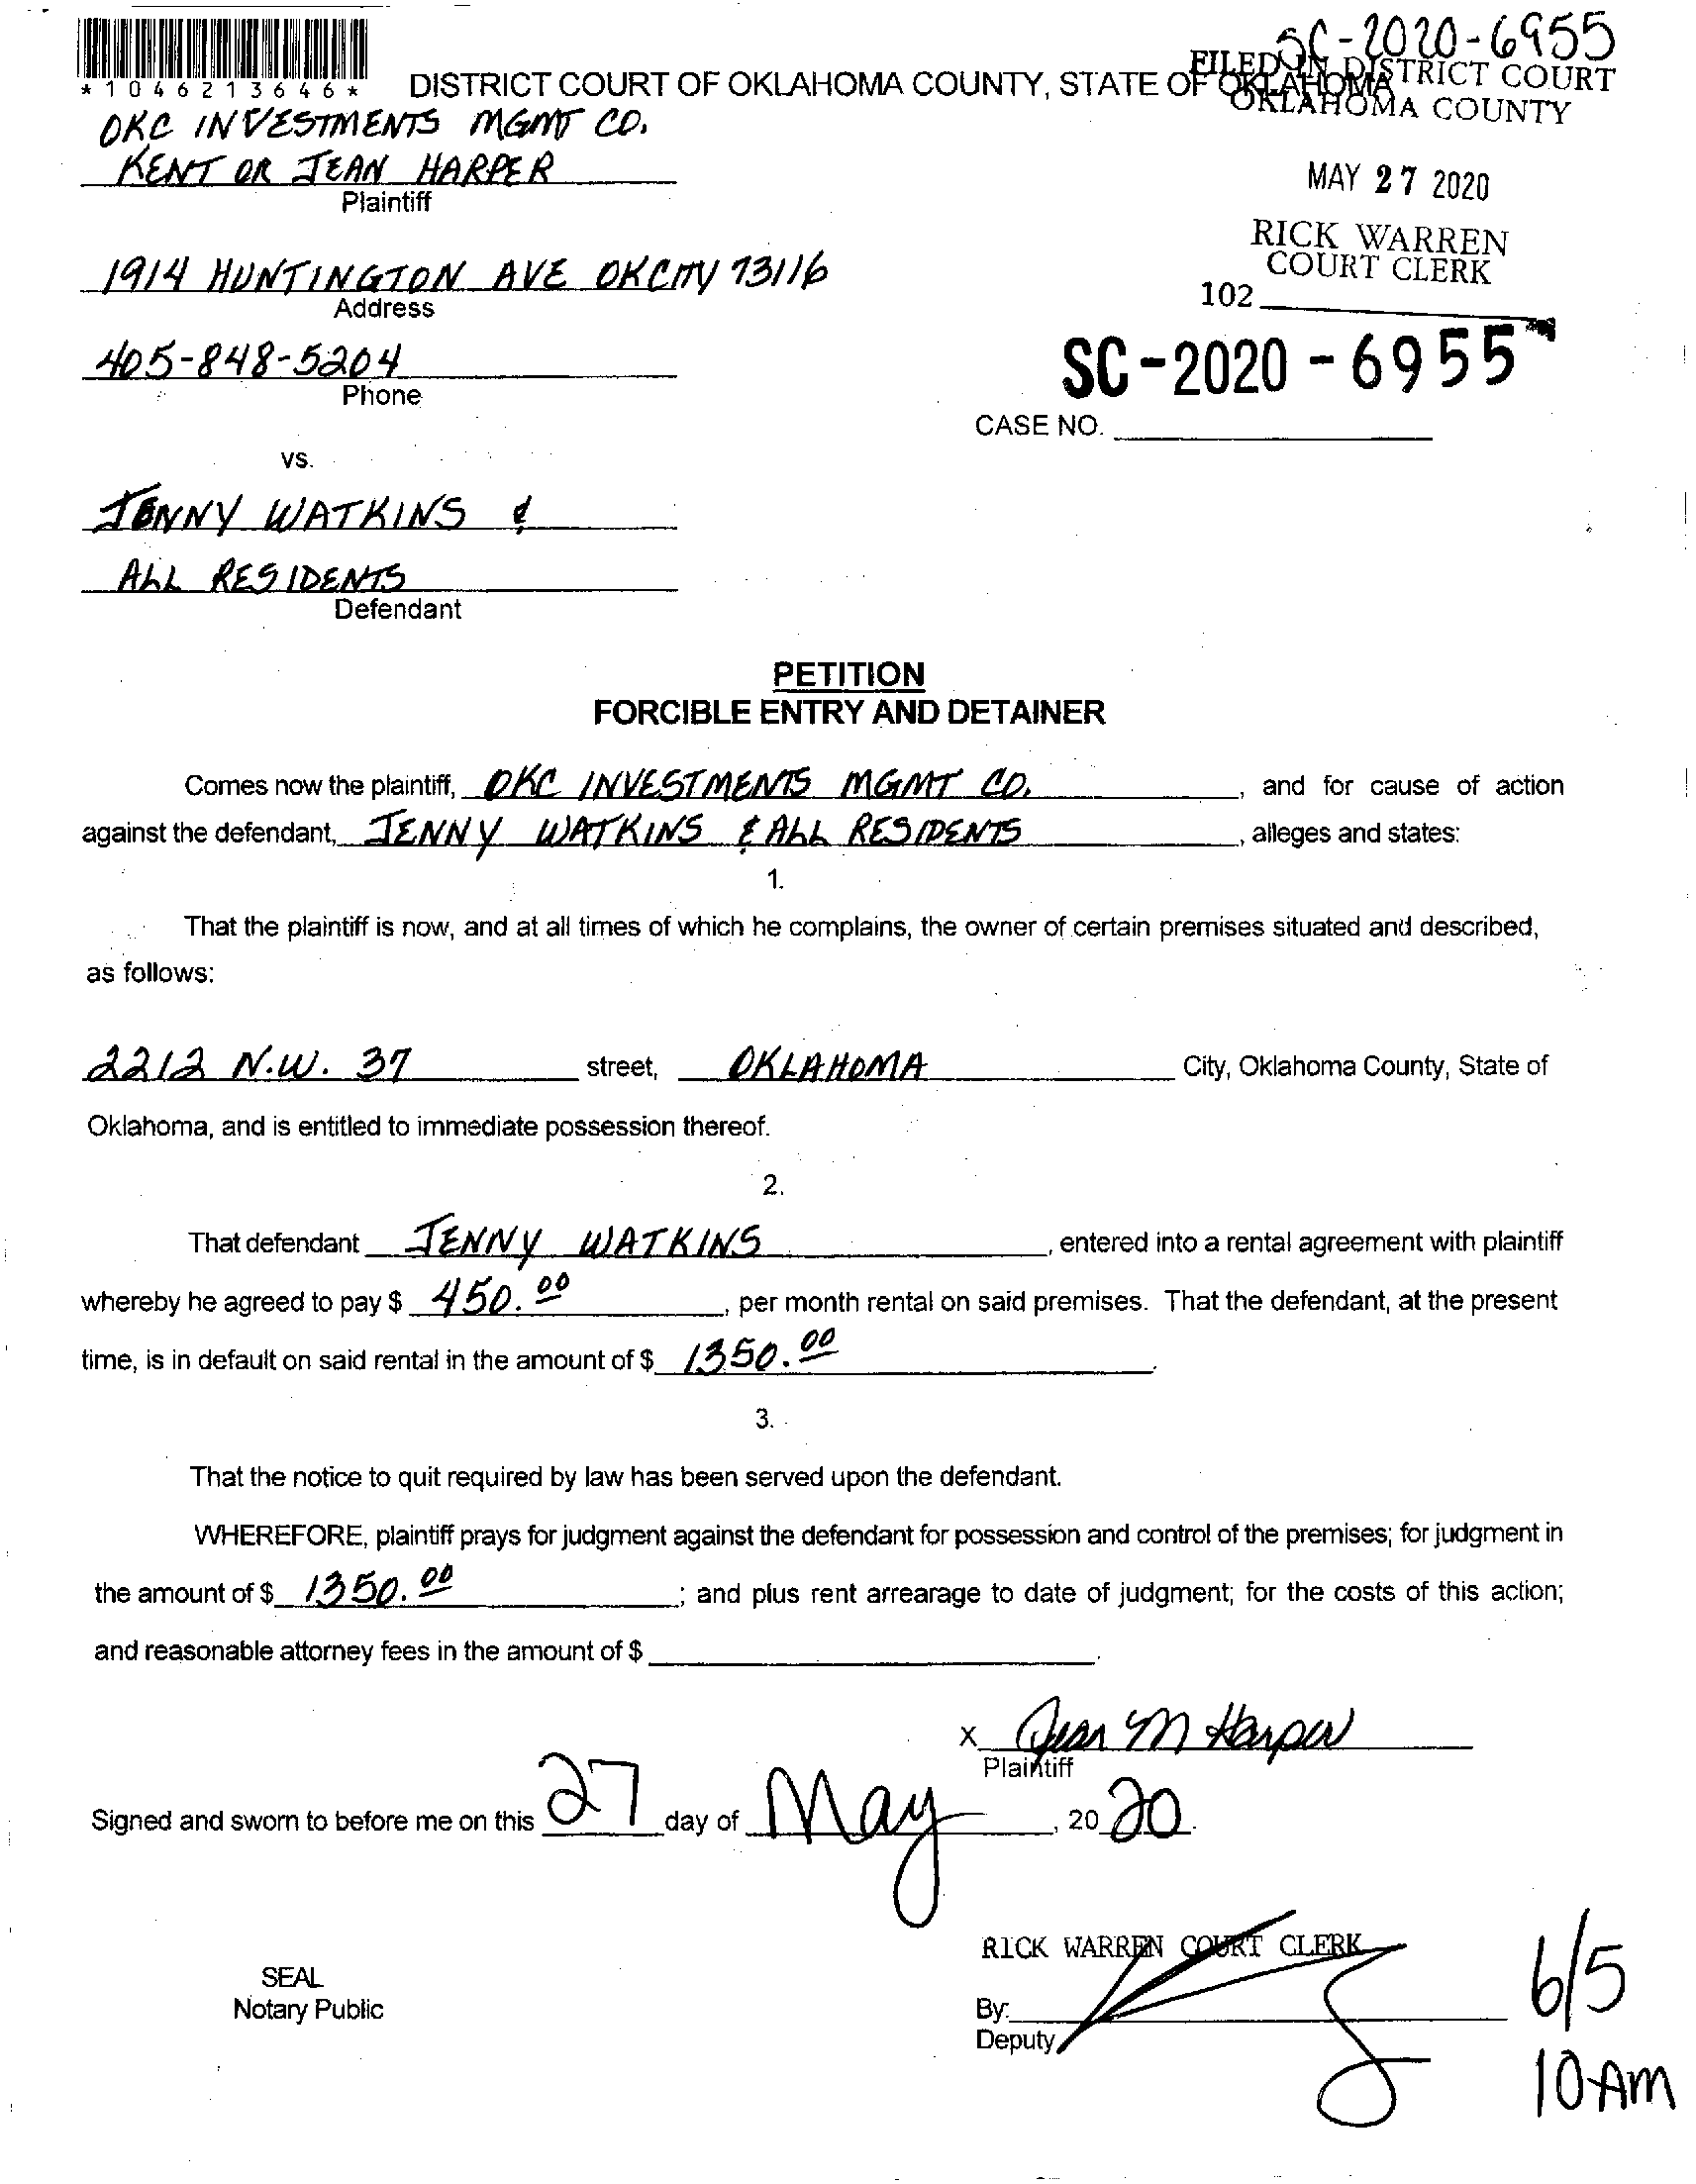 SC-2020-6955
FILED IN DISTRICT COURT
OKLAHOMA COUNTY
*1046213646*
DISTRICT COURT OF OKLAHOMA COUNTY, STATE OF OKLAHOMA
OKC INVESTMENTS MGMT CO.
KENT OR JEAN HARPER
Plaintiff
MAY 27 2020
RICK WARREN
COURT CLERK
102
1914 HUNTINGTON AVE OKCITY 73116
Address
405-848-5204
Phone
SC-2020-6955
CASE NO.
vs.
JENNY WATKINS &
ALL RESIDENTS
Defendant
PETITION
FORCIBLE ENTRY AND DETAINER
Comes now the plaintiff, OKC INVESTMENTS MGMT CO. , and for cause of action
against the defendant, JENNY WATKINS & ALL RESIDENTS , alleges and states:
1.
That the plaintiff is now, and at all times of which he complains, the owner of certain premises situated and described,
as follows:
2212 N.W. 37 street, OKLAHOMA City, Oklahoma County, State of
Oklahoma, and is entitled to immediate possession thereof.
2.
That defendant JENNY WATKINS , entered into a rental agreement with plaintiff
whereby he agreed to pay $ 450.00 , per month rental on said premises. That the defendant, at the present
time, is in default on said rental in the amount of $ 1350.00 .
3.
That the notice to quit required by law has been served upon the defendant.
WHEREFORE, plaintiff prays for judgment against the defendant for possession and control of the premises; for judgment in
the amount of $ 1350.00 ; and plus rent arrearage to date of judgment; for the costs of this action;
and reasonable attorney fees in the amount of $ .
X Jean M Harper
Plaintiff
Signed and sworn to before me on this 27 day of May , 20 20 .
RICK WARREN COURT CLERK
SEAL
Notary Public
By:
Deputy
6/5
10 AM